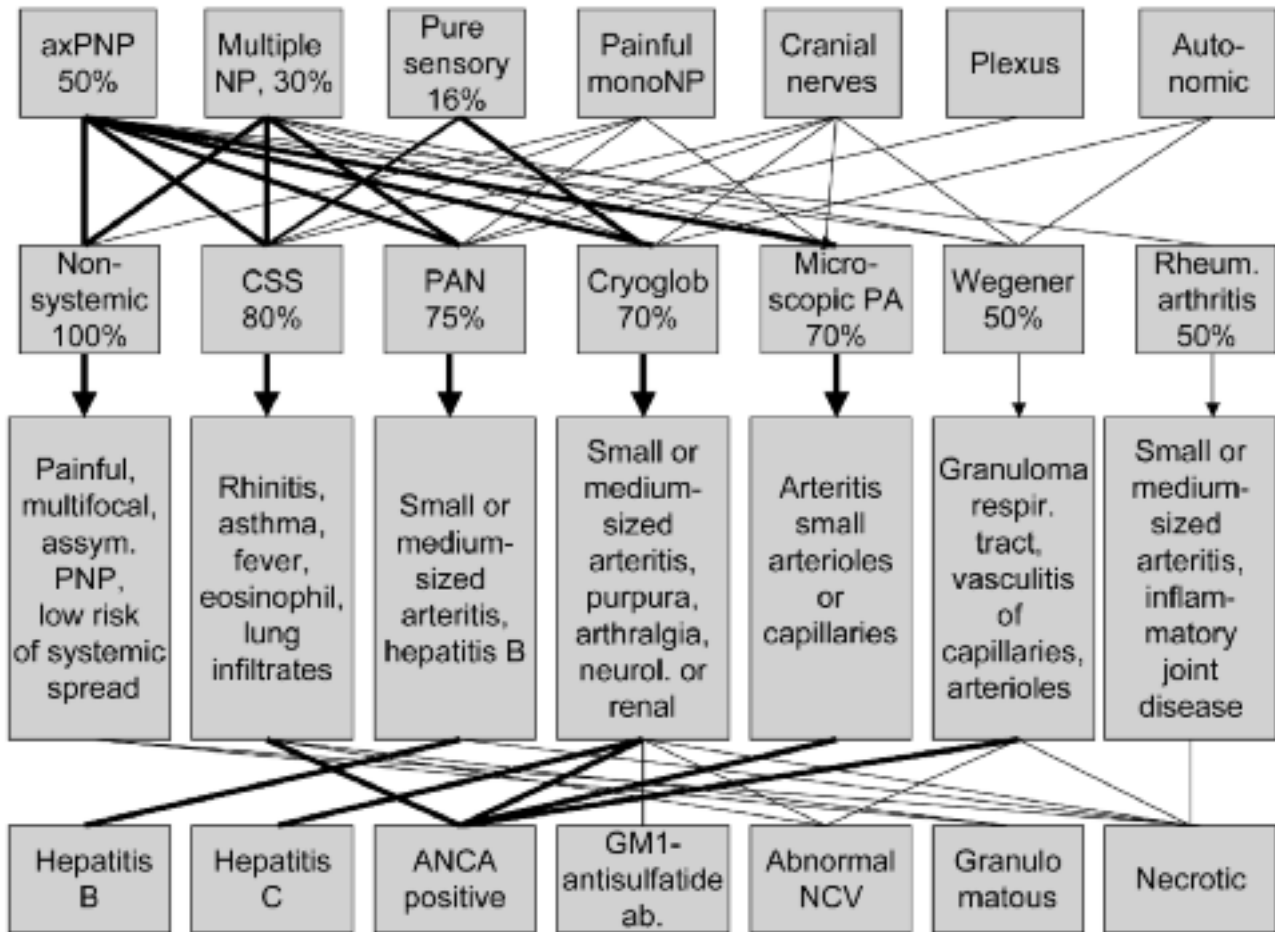 axPNP
50%
Multiple
NP, 30%
Pure
sensory
16%
Painful
monoNP
Cranial
nerves
Plexus
Auto-
nomic
Non-
systemic
100%
CSS
80%
PAN
75%
Cryoglob
70%
Micro-
scopic PA
70%
Wegener
50%
Rheum.
arthritis
50%
Painful,
multifocal,
assym.
PNP,
low risk
of systemic
spread
Rhinitis,
asthma,
fever,
eosinophil,
lung
infiltrates
Small or
medium-
sized
arteritis,
hepatitis B
Small or
medium-
sized
arteritis,
purpura,
arthralgia,
neurol. or
renal
Arteritis
small
arterioles
or
capillaries
Granuloma
respir.
tract,
vasculitis
of
capillaries,
arterioles
Small or
medium-
sized
arteritis,
inflam-
matory
joint
disease
Hepatitis
B
Hepatitis
C
ANCA
positive
GM1-
antisulfatide
ab.
Abnormal
NCV
Granulo
matous
Necrotic